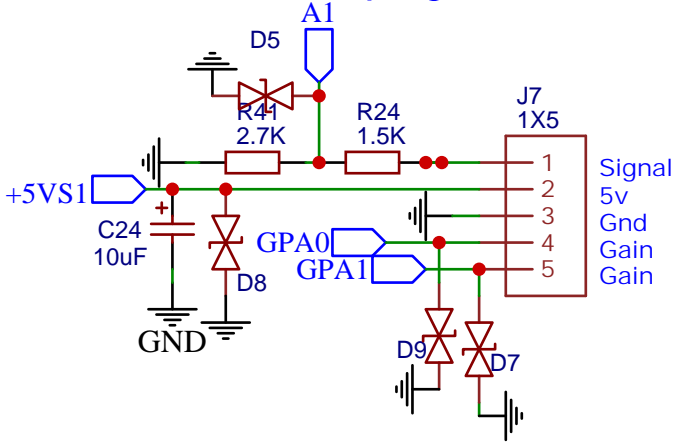 A1
D5
R41
2.7K
R24
1.5K
J7
1X5
1
Signal
+5VS1
2
5v
3
Gnd
+
C24
10uF
D8
GPA0
4
Gain
GPA1
5
Gain
GND
D9
D7